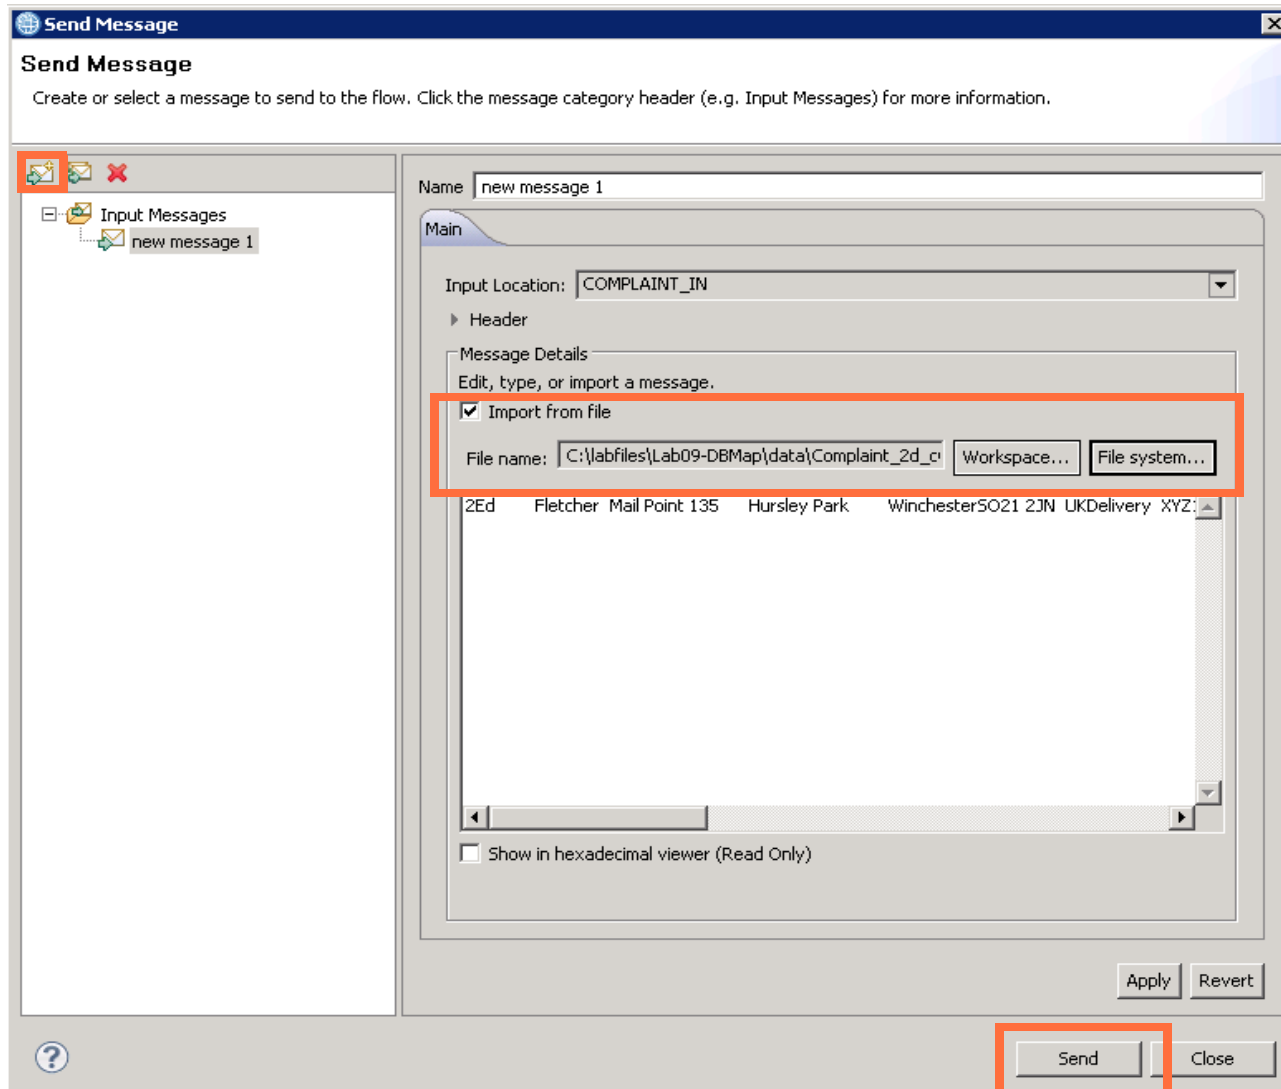 Send Message
Send Message
Create or select a message to send to the flow. Click the message category header (e.g. Input Messages) for more information.
Input Messages
new message 1
Name new message 1
Main
Input Location: COMPLAINT_IN
Header
Message Details
Edit, type, or import a message.
Import from file
File name: C:\labfiles\Lab09-DBMap\data\Complaint_2d_c Workspace... File system...
2Ed Fletcher Mail Point 135 Hursley Park WinchesterSO21 2JN UKDelivery XYZ
Show in hexadecimal viewer (Read Only)
Apply Revert
? Send Close